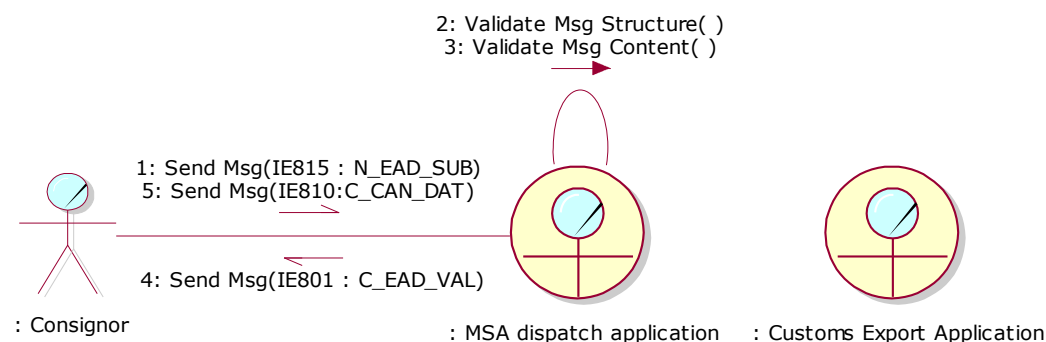 2: Validate Msg Structure( )
3: Validate Msg Content( )
1: Send Msg(IE815 : N_EAD_SUB)
5: Send Msg(IE810:C_CAN_DAT)
4: Send Msg(IE801 : C_EAD_VAL)
: Consignor
: MSA dispatch application
: Customs Export Application